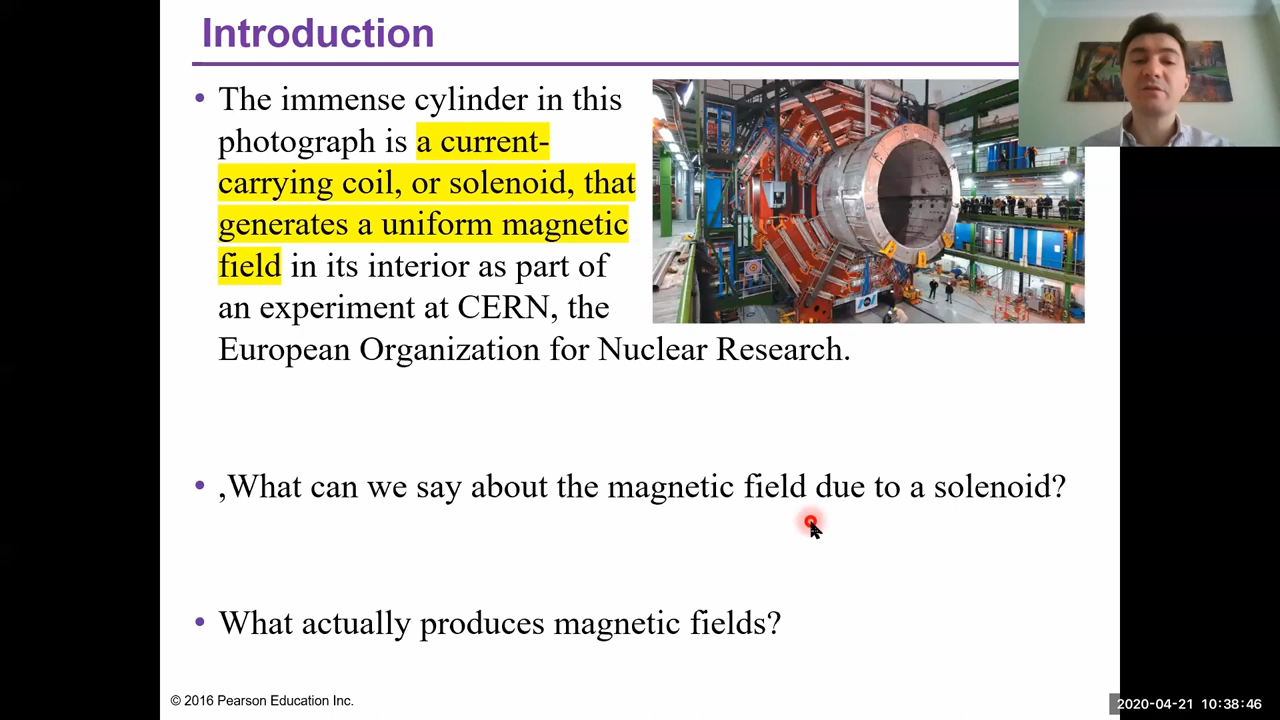 Introduction
• The immense cylinder in this
photograph is a current-
carrying coil, or solenoid, that
generates a uniform magnetic
field in its interior as part of
an experiment at CERN, the
European Organization for Nuclear Research.
• ,What can we say about the magnetic field due to a solenoid?
• What actually produces magnetic fields?
© 2016 Pearson Education Inc.
2020-04-21 10:38:46